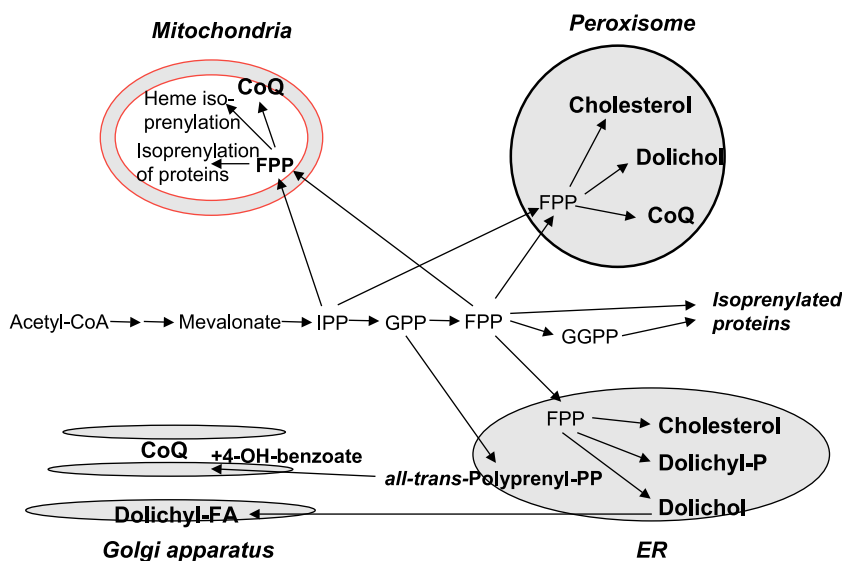 Mitochondria
Peroxisome
CoQ
Heme iso-
prenylation
Isoprenylation
of proteins
FPP
Cholesterol
Dolichol
FPP
CoQ
Acetyl-CoA
Mevalonate
IPP
GPP
FPP
GGPP
Isoprenylated
proteins
FPP
Cholesterol
Dolichyl-P
Dolichol
all-trans-Polyprenyl-PP
+4-OH-benzoate
CoQ
Dolichyl-FA
Golgi apparatus
ER